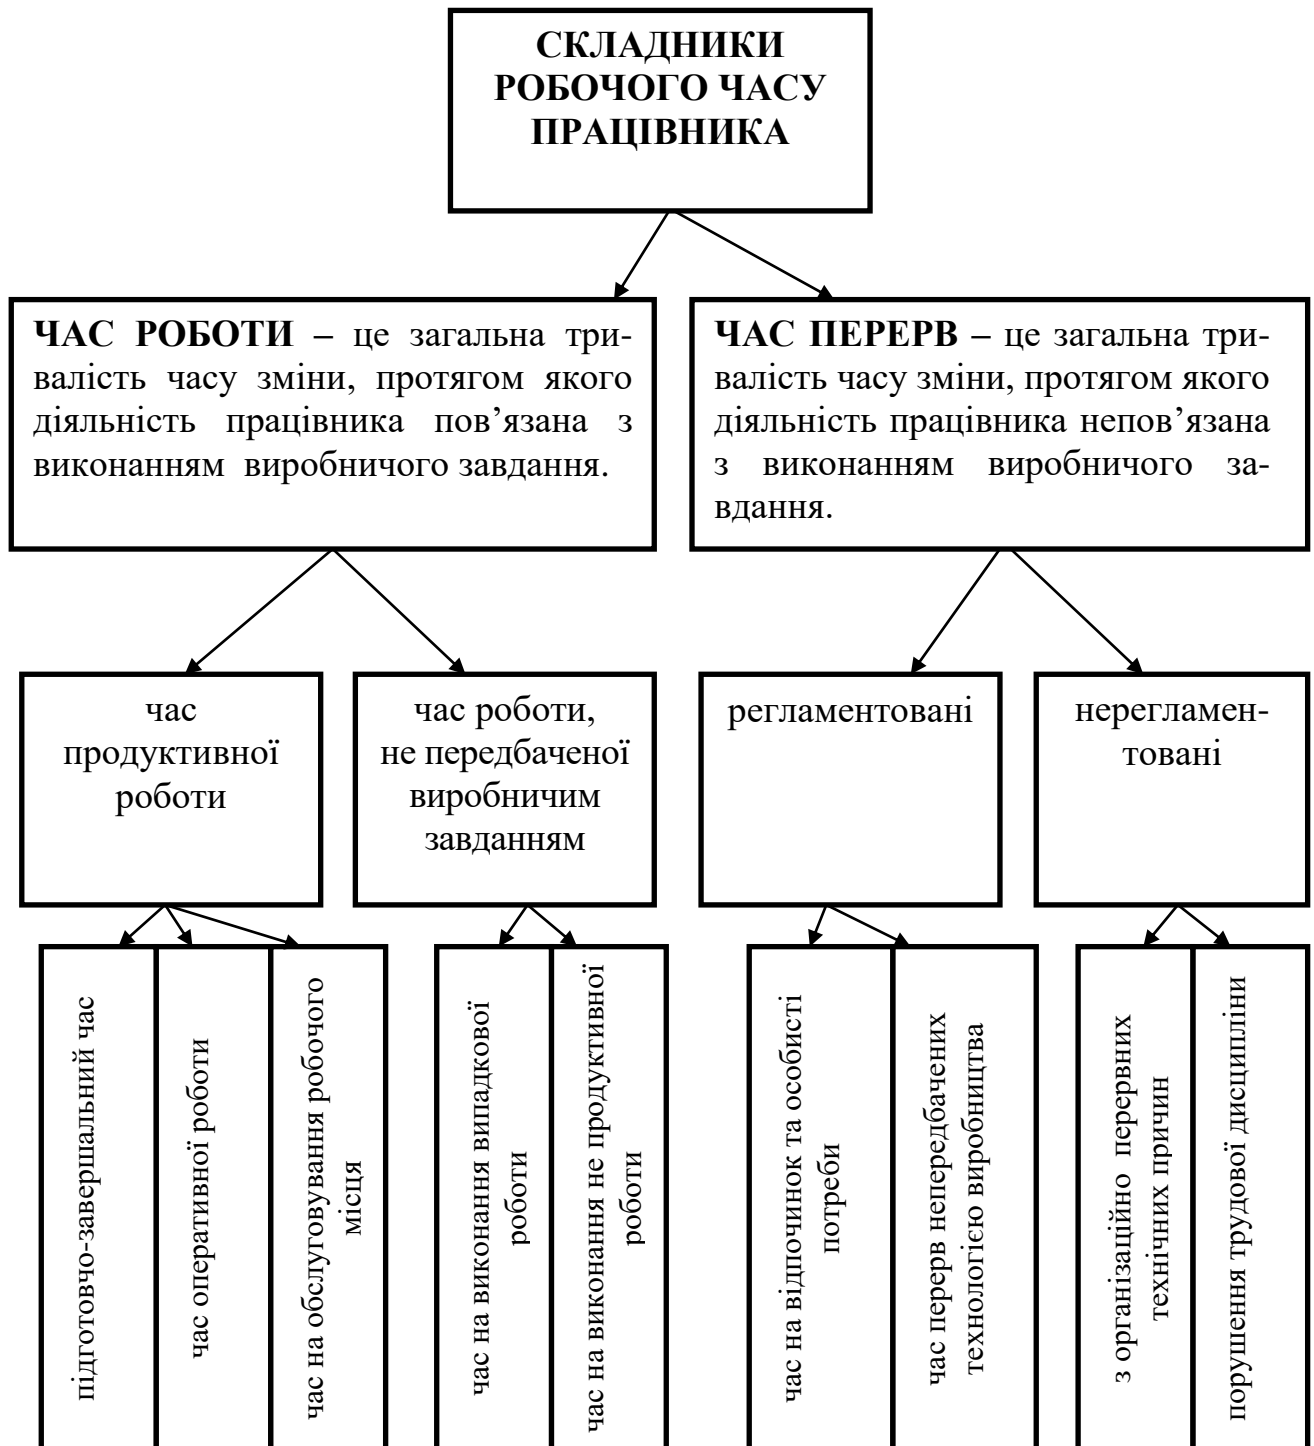 СКЛАДНИКИ
РОБОЧОГО ЧАСУ
ПРАЦІВНИКА
ЧАС РОБОТИ – це загальна три-
валість часу зміни, протягом якого
діяльність працівника пов’язана з
виконанням виробничого завдання.
ЧАС ПЕРЕРВ – це загальна три-
валість часу зміни, протягом якого
діяльність працівника непов’язана
з виконанням виробничого за-
вдання.
час
продуктивної
роботи
час роботи,
не передбаченої
виробничим
завданням
регламентовані
нерегламен-
товані
підготовчо-завершальний час
час оперативної роботи
час на обслуговування робочого
місця
час на виконання випадкової
роботи
час на виконання не продуктивної
роботи
час на відпочинок та особисті
потреби
час перерв непередбачених
технологією виробництва
з організаційно перервних
технічних причин
порушення трудової дисципліни